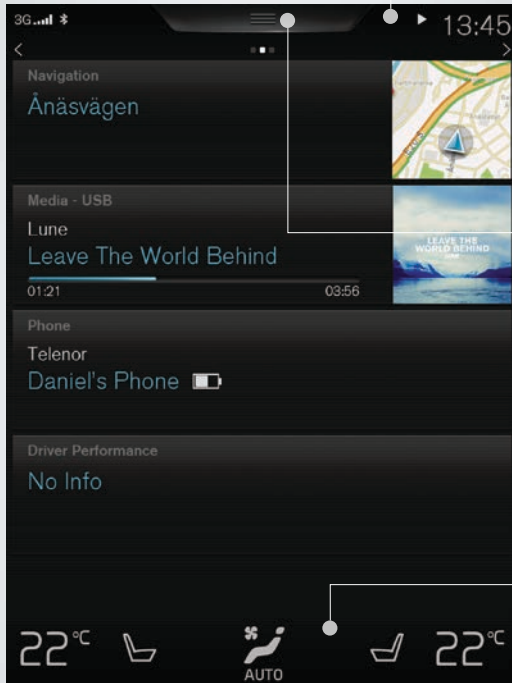 3G
13:45
Navigation
Ånäsvägen
Media - USB
Lune
Leave The World Behind
01:21 03:56
LEAVE THE
WORLD BEHIND
Phone
Telenor
Daniel's Phone
Driver Performance
No Info
22°C 22°C
AUTO